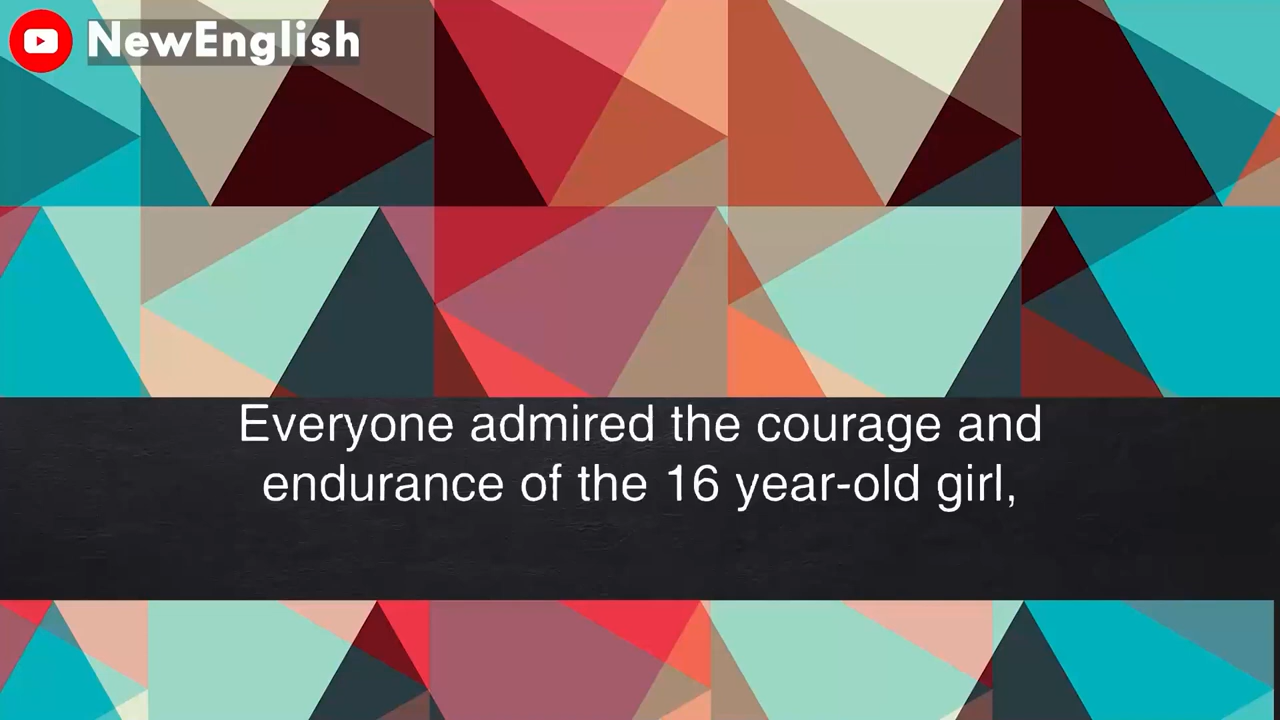 NewEnglish
Everyone admired the courage and
endurance of the 16 year-old girl,